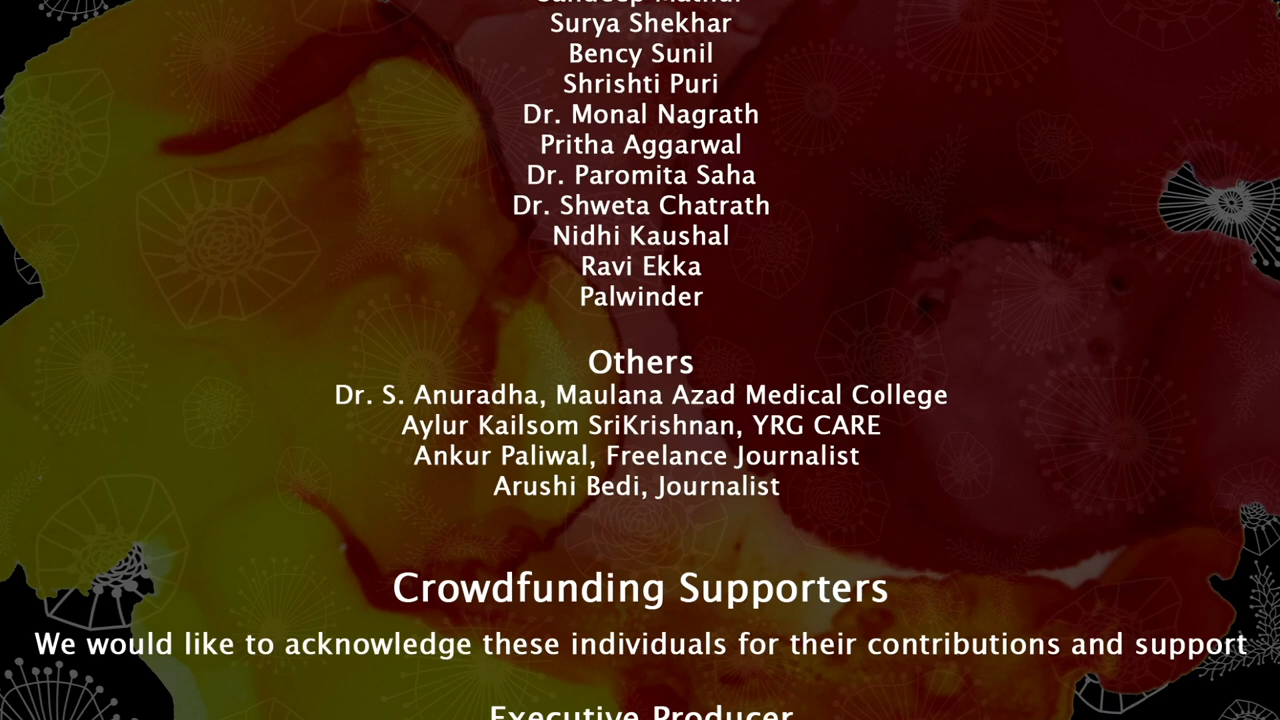 Surya Shekhar
Bency Sunil
Shrishti Puri
Dr. Monal Nagrath
Pritha Aggarwal
Dr. Paromita Saha
Dr. Shweta Chatrath
Nidhi Kaushal
Ravi Ekka
Palwinder
Others
Dr. S. Anuradha, Maulana Azad Medical College
Aylur Kailsom SriKrishnan, YRG CARE
Ankur Paliwal, Freelance Journalist
Arushi Bedi, Journalist
Crowdfunding Supporters
We would like to acknowledge these individuals for their contributions and support
Executive Producer